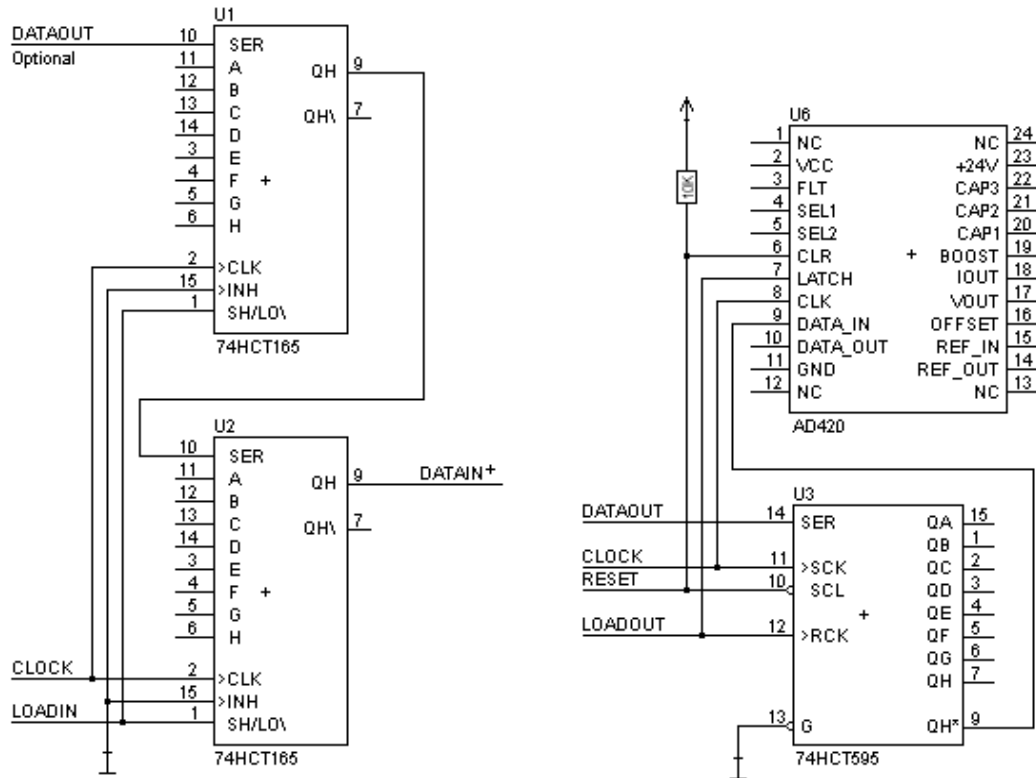 U1
DATAOUT
Optional
10 SER
11 A
12 B
13 C
14 D
3 E
4 F
5 G
6 H
2 >CLK
15 >INH
1 SH/LO\
QH 9
QH\ 7
+
74HCT165
U2
10 SER
11 A
12 B
13 C
14 D
3 E
4 F
5 G
6 H
2 >CLK
15 >INH
1 SH/LO\
QH 9
QH\ 7
+
DATAIN+
CLOCK
LOADIN
74HCT165
10K
U6
1 NC
2 VCC
3 FLT
4 SEL1
5 SEL2
6 CLR
7 LATCH
8 CLK
9 DATA_IN
10 DATA_OUT
11 GND
12 NC
NC 24
+24V 23
CAP3 22
CAP2 21
CAP1 20
+ BOOST 19
IOUT 18
VOUT 17
OFFSET 16
REF_IN 15
REF_OUT 14
NC 13
AD420
U3
DATAOUT 14 SER
CLOCK 11 >SCK
RESET 10 SCL
LOADOUT 12 >RCK
13 G
QA 15
QB 1
QC 2
QD 3
QE 4
QF 5
QG 6
QH 7
QH* 9
+
74HCT595